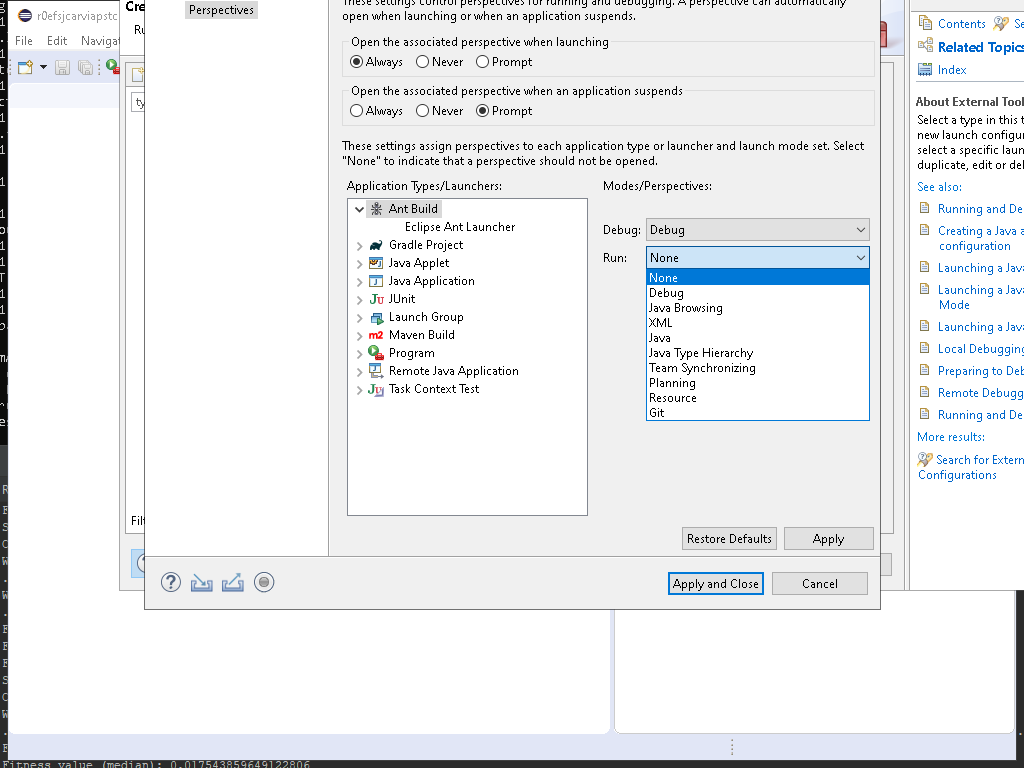 r0efsjcarviapstc
File Edit Navigat
Cre
Ru
ty
Filt
Perspectives
These settings control perspectives for running and debugging. A perspective can automatically
open when launching or when an application suspends.
Open the associated perspective when launching
Always Never Prompt
Open the associated perspective when an application suspends
Always Never Prompt
These settings assign perspectives to each application type or launcher and launch mode set. Select
"None" to indicate that a perspective should not be opened.
Application Types/Launchers:
Ant Build
Eclipse Ant Launcher
Gradle Project
Java Applet
Java Application
JUnit
Launch Group
Maven Build
Program
Remote Java Application
Task Context Test
Modes/Perspectives:
Debug: Debug
Run: None
None
Debug
Java Browsing
XML
Java
Java Type Hierarchy
Team Synchronizing
Planning
Resource
Git
Restore Defaults Apply
Apply and Close Cancel
Contents Se
Related Topics
Index
About External Tool
Select a type in this t
new launch configur
select a specific laun
duplicate, edit or del
See also:
Running and De
Creating a Java a
configuration
Launching a Java
Launching a Java
Mode
Launching a Java
Local Debugging
Preparing to Deb
Remote Debugg
Running and De
More results:
Search for Extern
Configurations
Fitness value (median): 0.017543859649122806